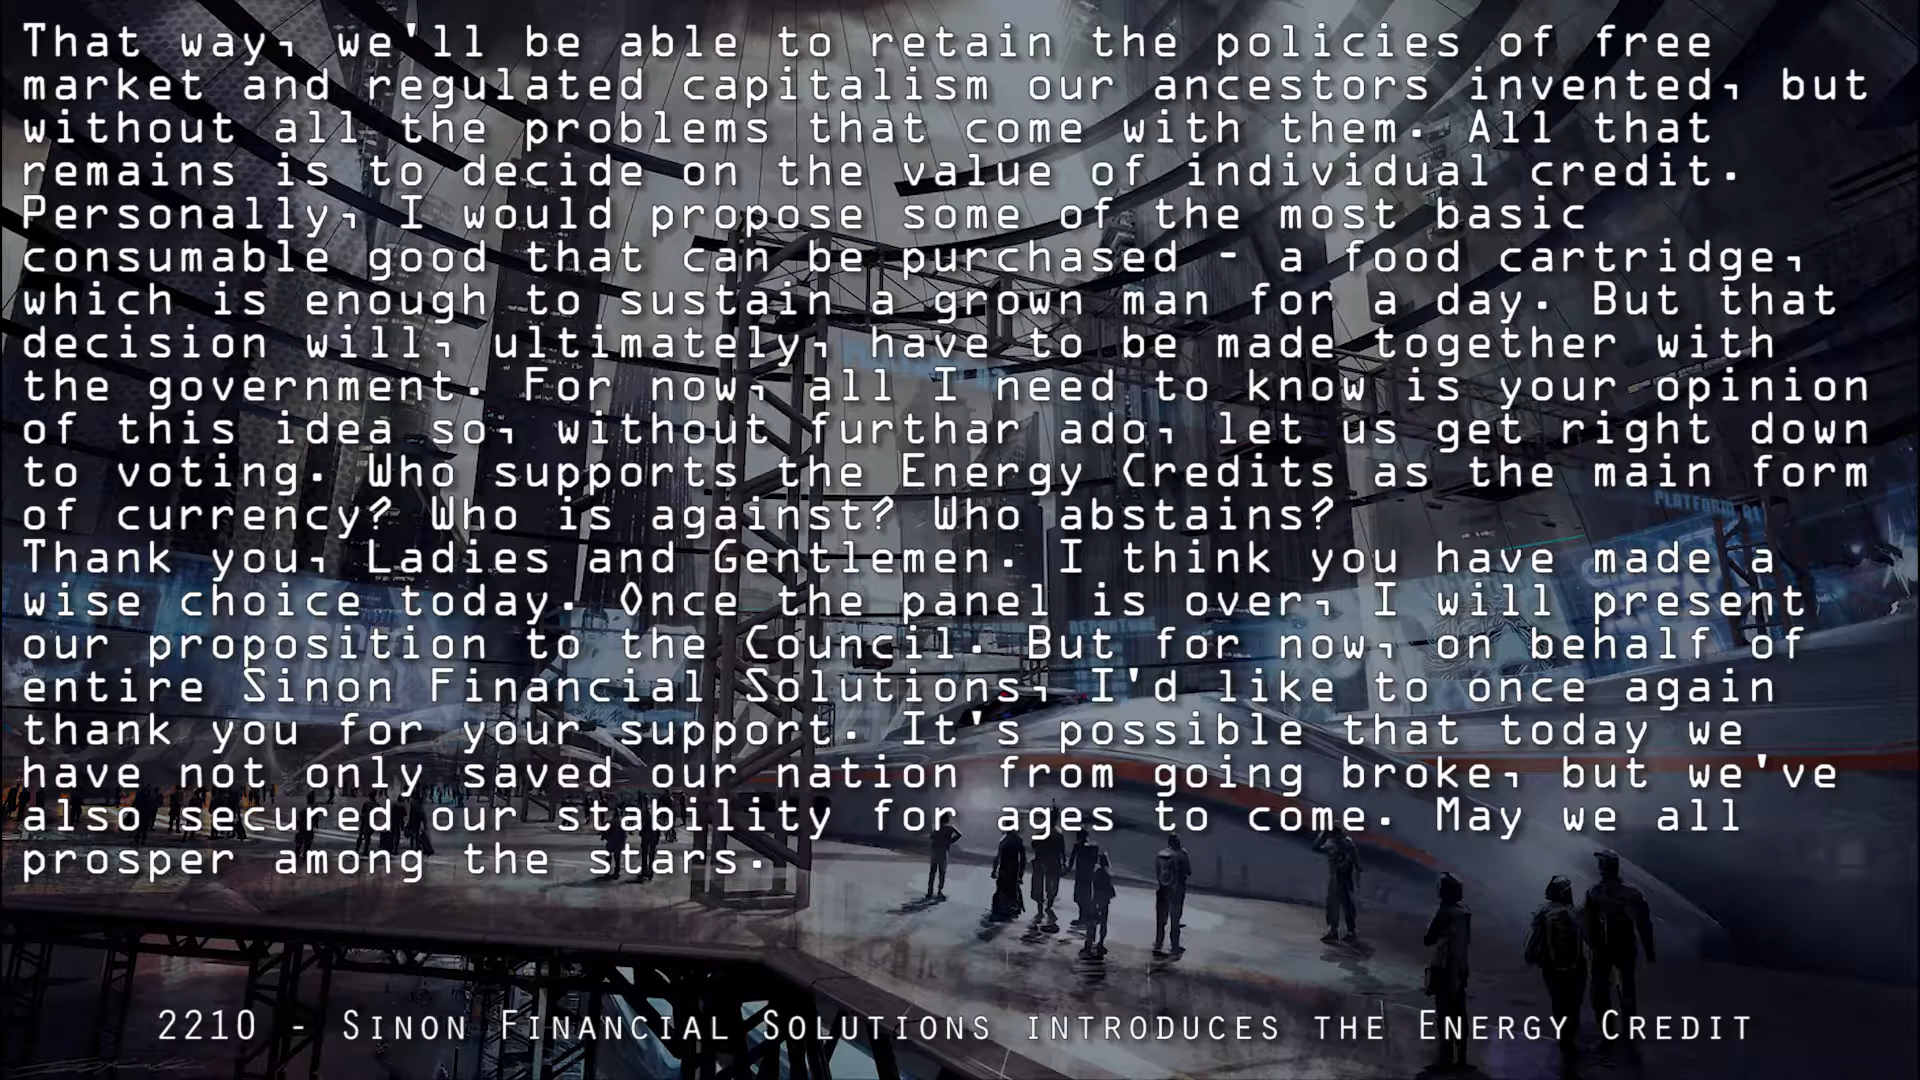 That way, we'll be able to retain the policies of free
market and regulated capitalism our ancestors invented, but
without all the problems that come with them. All that
remains is to decide on the value of individual credit.
Personally, I would propose some of the most basic
consumable good that can be purchased - a food cartridge,
which is enough to sustain a grown man for a day. But that
decision will, ultimately, have to be made together with
the government. For now, all I need to know is your opinion
of this idea so, without furthar ado, let us get right down
to voting. Who supports the Energy Credits as the main form
of currency? Who is against? Who abstains?
Thank you, Ladies and Gentlemen. I think you have made a
wise choice today. Once the panel is over, I will present
our proposition to the Council. But for now, on behalf of
entire Sinon Financial Solutions, I'd like to once again
thank you for your support. It's possible that today we
have not only saved our nation from going broke, but we've
also secured our stability for ages to come. May we all
prosper among the stars.
2210 - Sinon Financial Solutions introduces the Energy Credit